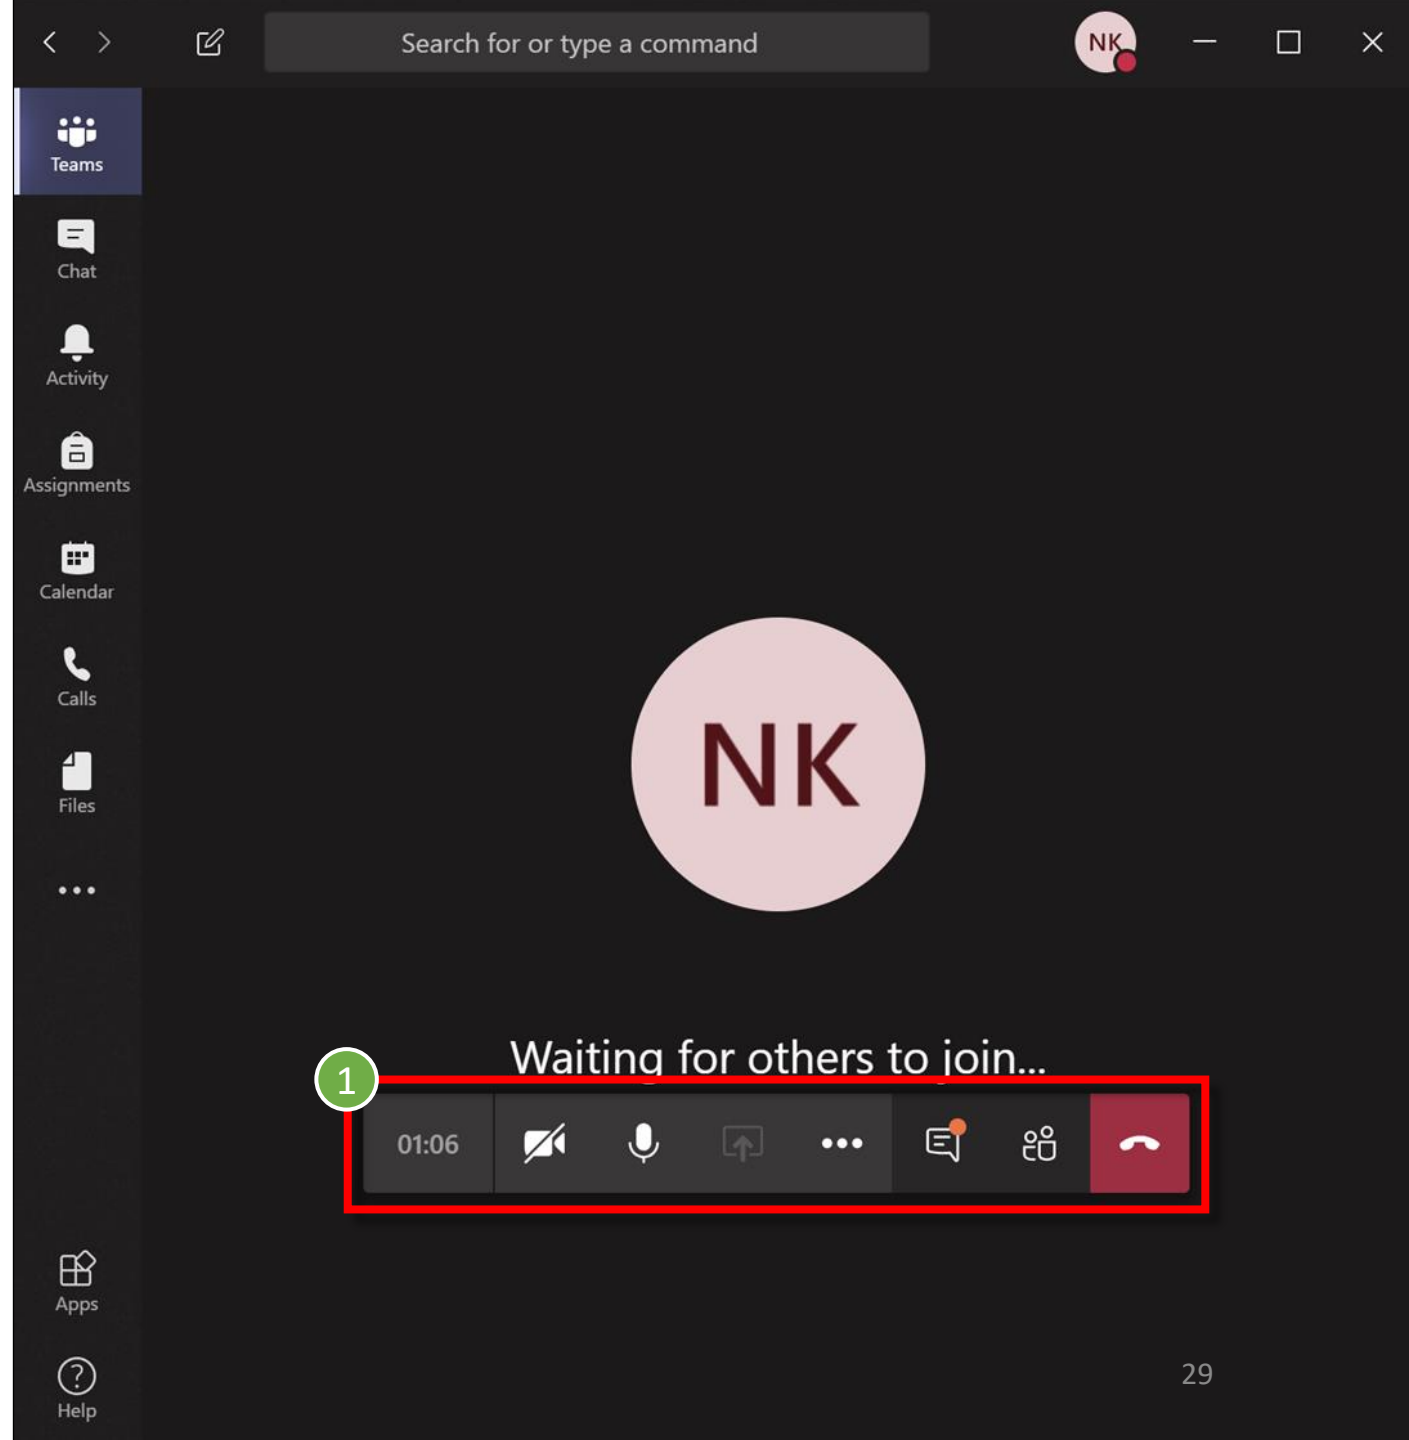 Search for or type a command
NK
Teams
Chat
Activity
Assignments
Calendar
Calls
Files
NK
Waiting for others to join...
1
01:06
Apps
Help
29